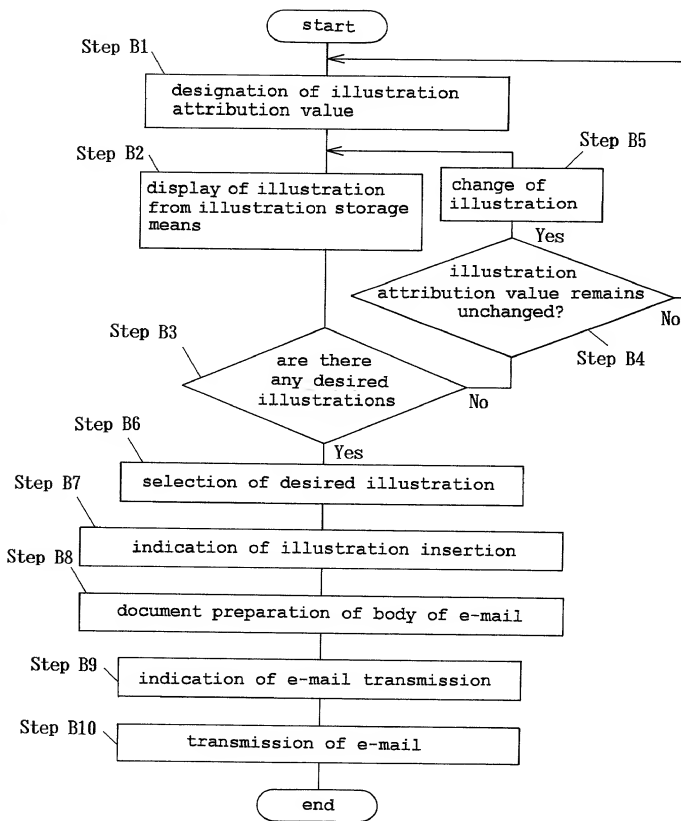 start
Step B1
designation of illustration
attribution value
Step B2
display of illustration
from illustration storage
means
Step B5
change of
illustration
Yes
illustration
attribution value remains
unchanged?
No
Step B4
Step B3
are there
any desired
illustrations
No
Yes
Step B6
selection of desired illustration
Step B7
indication of illustration insertion
Step B8
document preparation of body of e-mail
Step B9
indication of e-mail transmission
Step B10
transmission of e-mail
end